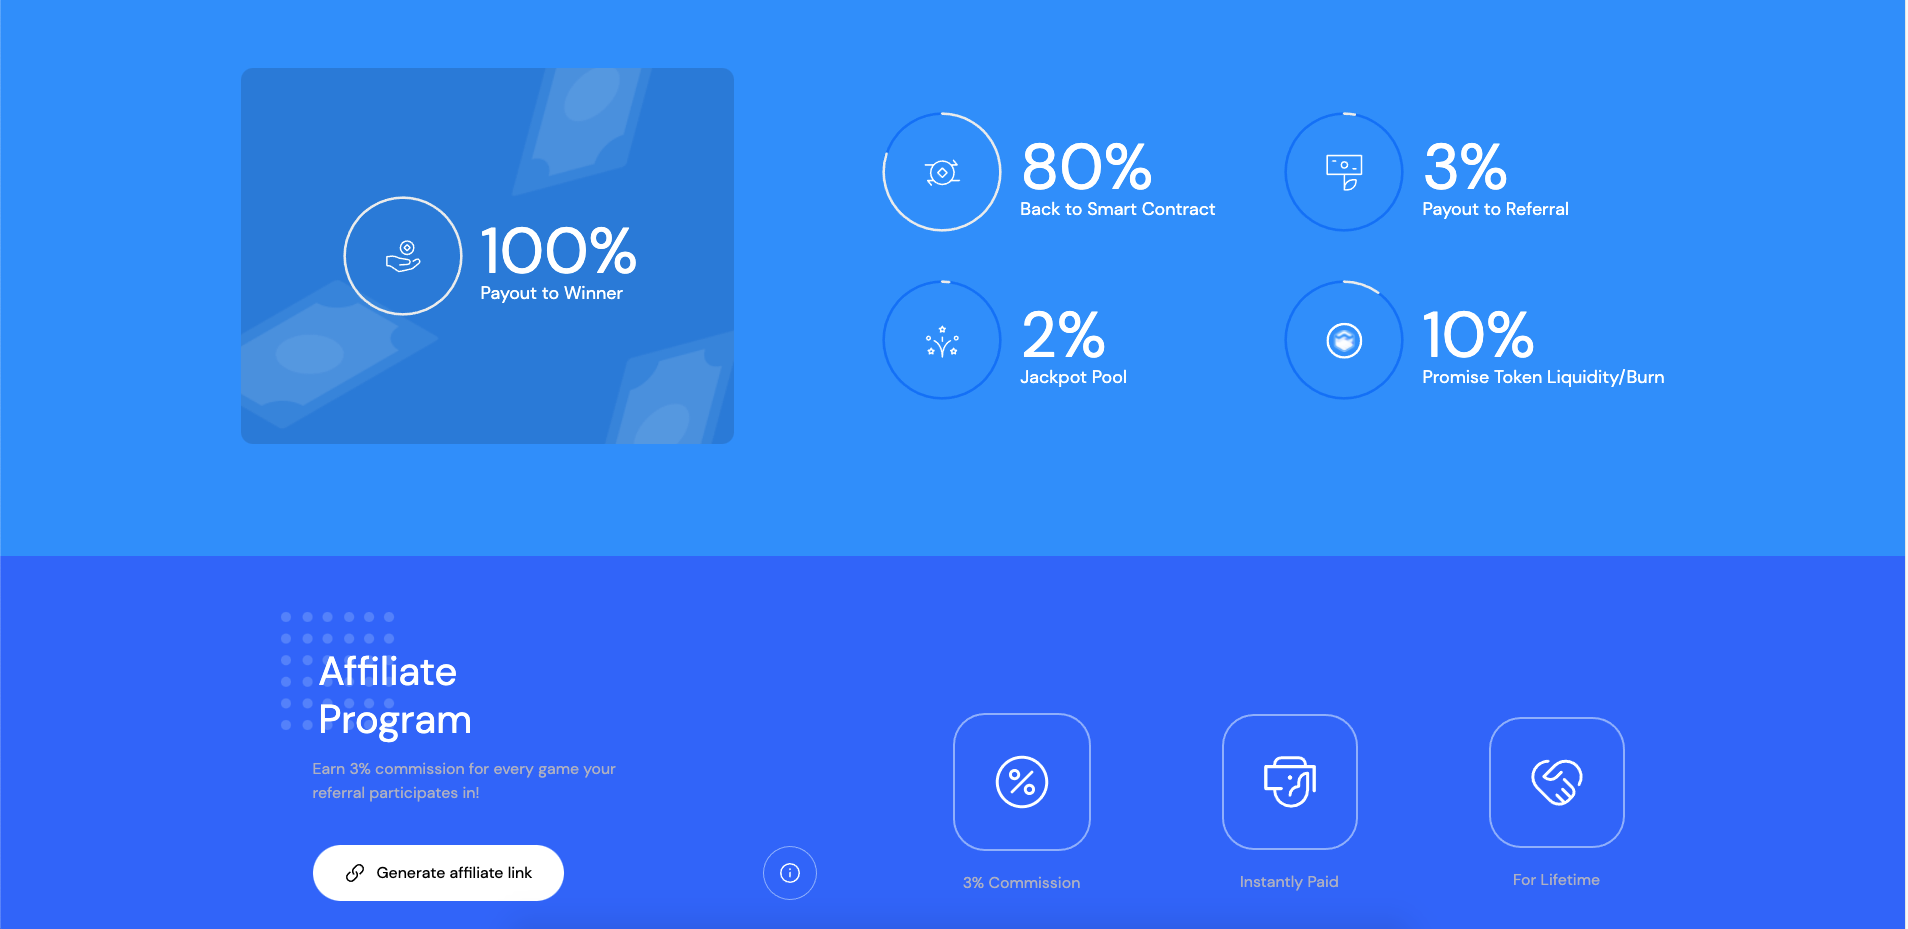 100%
Payout to Winner
80%
Back to Smart Contract
3%
Payout to Referral
2%
Jackpot Pool
10%
Promise Token Liquidity/Burn
Affiliate
Program
Earn 3% commission for every game your
referral participates in!
Generate affiliate link
3% Commission
Instantly Paid
For Lifetime